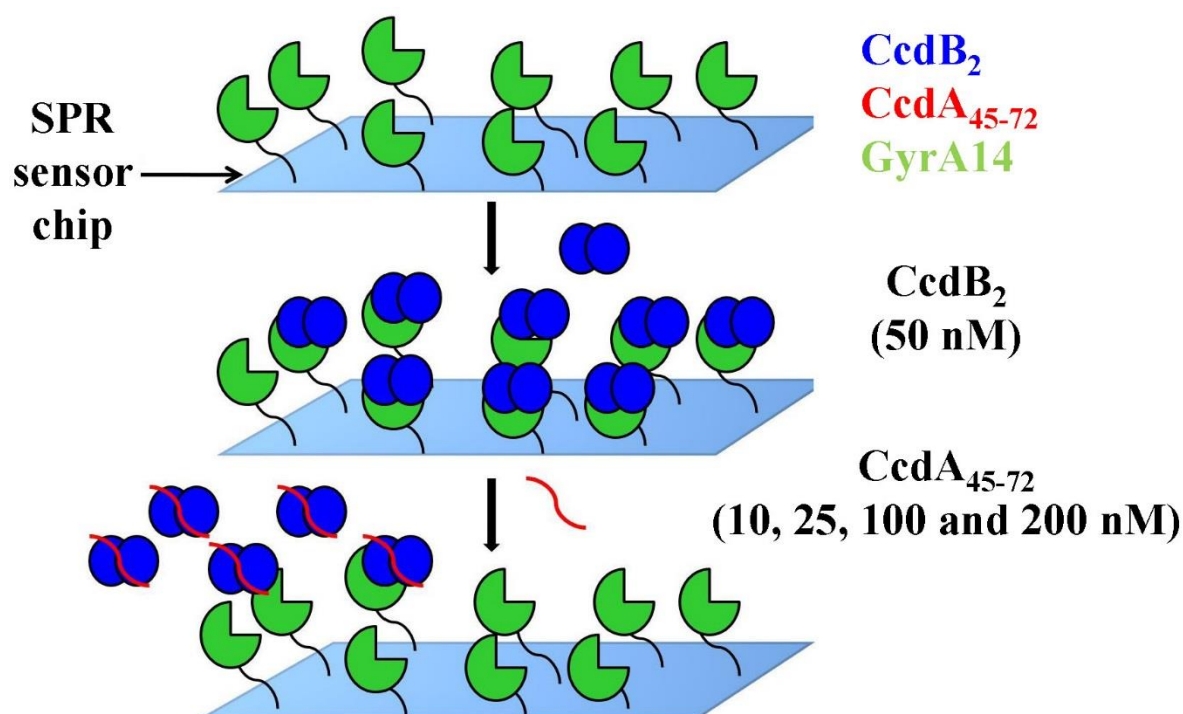 CcdB₂
CcdA₄₅₋₇₂
GyrA14
SPR
sensor
chip
CcdB₂
(50 nM)
CcdA₄₅₋₇₂
(10, 25, 100 and 200 nM)